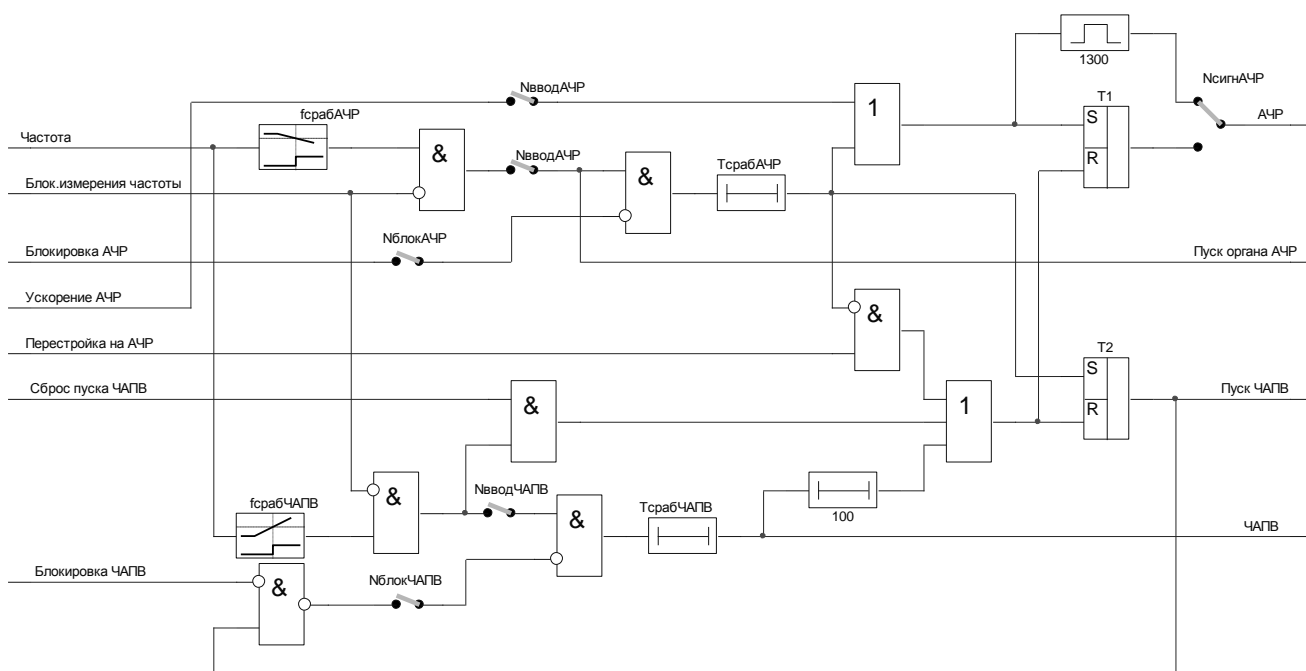 1300
NсигнАЧР
NвводАЧР
1
T1
fсрабАЧР
S
АЧР
Частота
&
NвводАЧР
&
TсрабАЧР
R
Блок.измерения частоты
NблокАЧР
Блокировка АЧР
Пуск органа АЧР
Ускорение АЧР
&
Перестройка на АЧР
T2
S
Сброс пуска ЧАПВ
&
1
R
Пуск ЧАПВ
fсрабЧАПВ
&
NвводЧАПВ
&
TсрабЧАПВ
100
ЧАПВ
Блокировка ЧАПВ
&
NблокЧАПВ